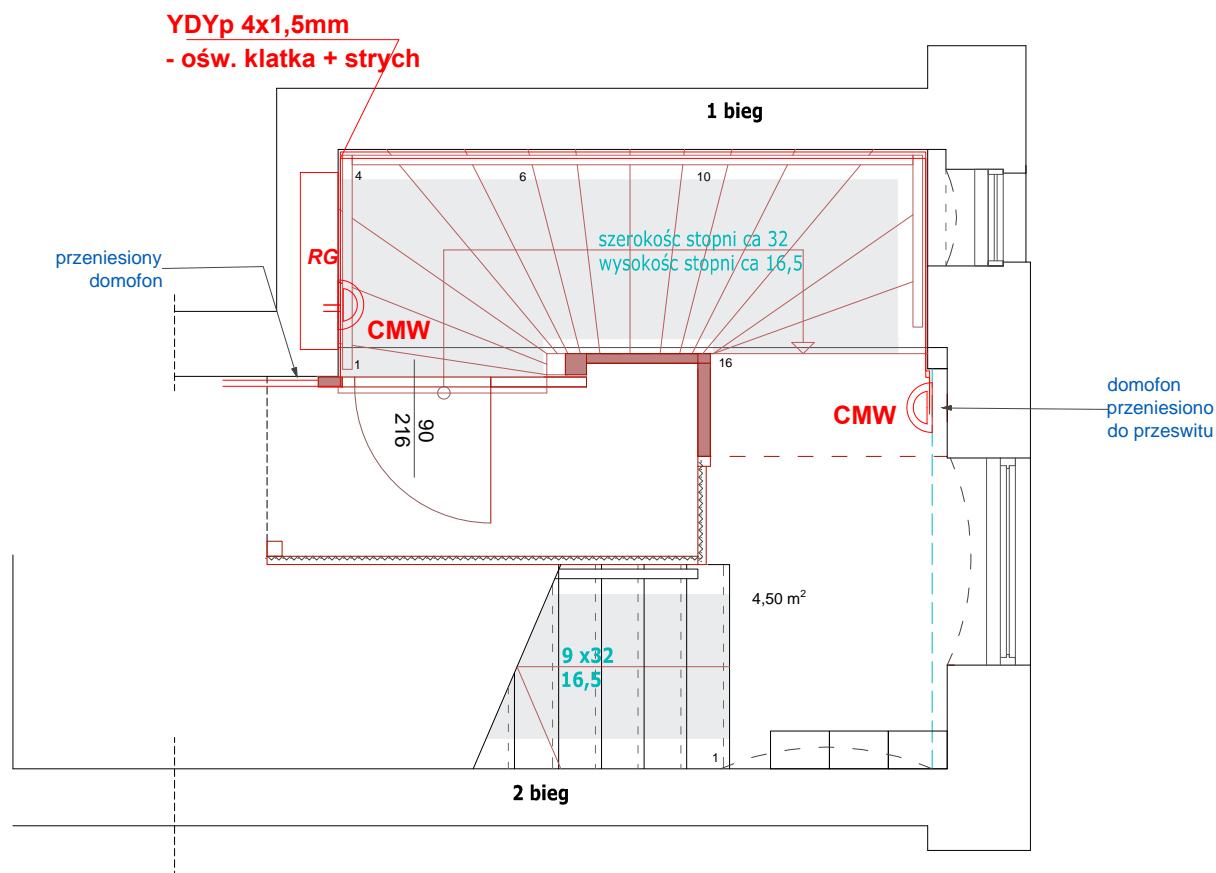 YDYp 4x1,5mm
- ośw. klatka + strych
1 bieg
4
6
10
szerokośc stopni ca 32
wysokośc stopni ca 16,5
przeniesiony
domofon
RG
CMW
1
16
90
216
CMW
domofon
przeniesiono
do przeswitu
4,50 m²
9 x32
16,5
1
2 bieg